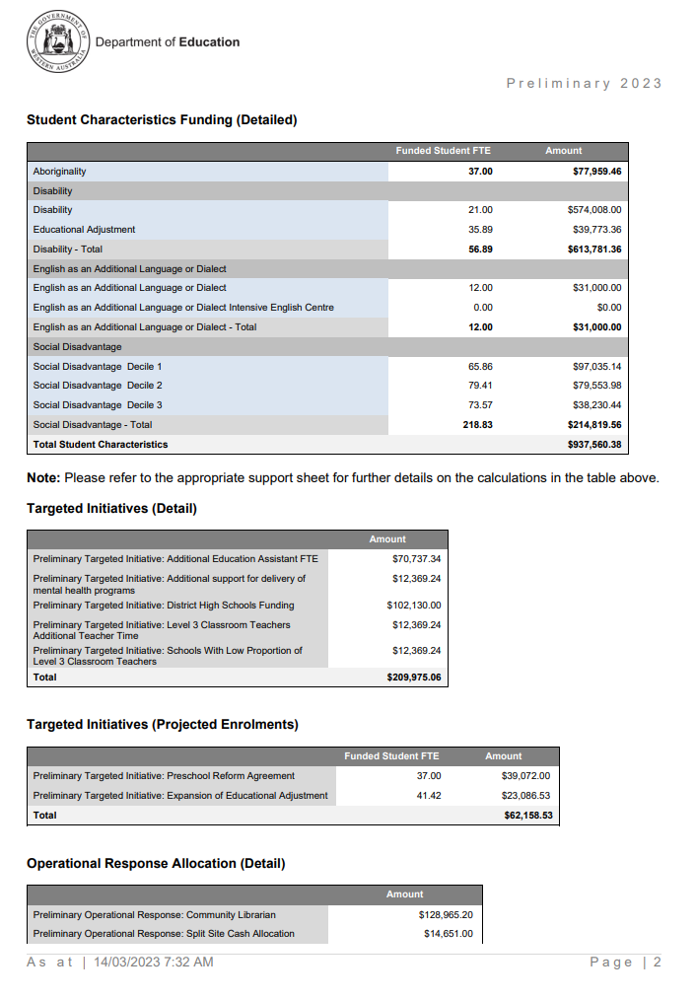 THE GOVERNMENT OF
WESTERN AUSTRALIA
Department of Education
Preliminary 2023
Student Characteristics Funding (Detailed)
Funded Student FTE Amount
Aboriginality 37.00 $77,959.46
Disability
Disability 21.00 $574,008.00
Educational Adjustment 35.89 $39,773.36
Disability - Total 56.89 $613,781.36
English as an Additional Language or Dialect
English as an Additional Language or Dialect 12.00 $31,000.00
English as an Additional Language or Dialect Intensive English Centre 0.00 $0.00
English as an Additional Language or Dialect - Total 12.00 $31,000.00
Social Disadvantage
Social Disadvantage Decile 1 65.86 $97,035.14
Social Disadvantage Decile 2 79.41 $79,553.98
Social Disadvantage Decile 3 73.57 $38,230.44
Social Disadvantage - Total 218.83 $214,819.56
Total Student Characteristics $937,560.38
Note: Please refer to the appropriate support sheet for further details on the calculations in the table above.
Targeted Initiatives (Detail)
Amount
Preliminary Targeted Initiative: Additional Education Assistant FTE $70,737.34
Preliminary Targeted Initiative: Additional support for delivery of $12,369.24
mental health programs
Preliminary Targeted Initiative: District High Schools Funding $102,130.00
Preliminary Targeted Initiative: Level 3 Classroom Teachers $12,369.24
Additional Teacher Time
Preliminary Targeted Initiative: Schools With Low Proportion of $12,369.24
Level 3 Classroom Teachers
Total $209,975.06
Targeted Initiatives (Projected Enrolments)
Funded Student FTE Amount
Preliminary Targeted Initiative: Preschool Reform Agreement 37.00 $39,072.00
Preliminary Targeted Initiative: Expansion of Educational Adjustment 41.42 $23,086.53
Total $62,158.53
Operational Response Allocation (Detail)
Amount
Preliminary Operational Response: Community Librarian $128,965.20
Preliminary Operational Response: Split Site Cash Allocation $14,651.00
As at | 14/03/2023 7:32 AM Page | 2